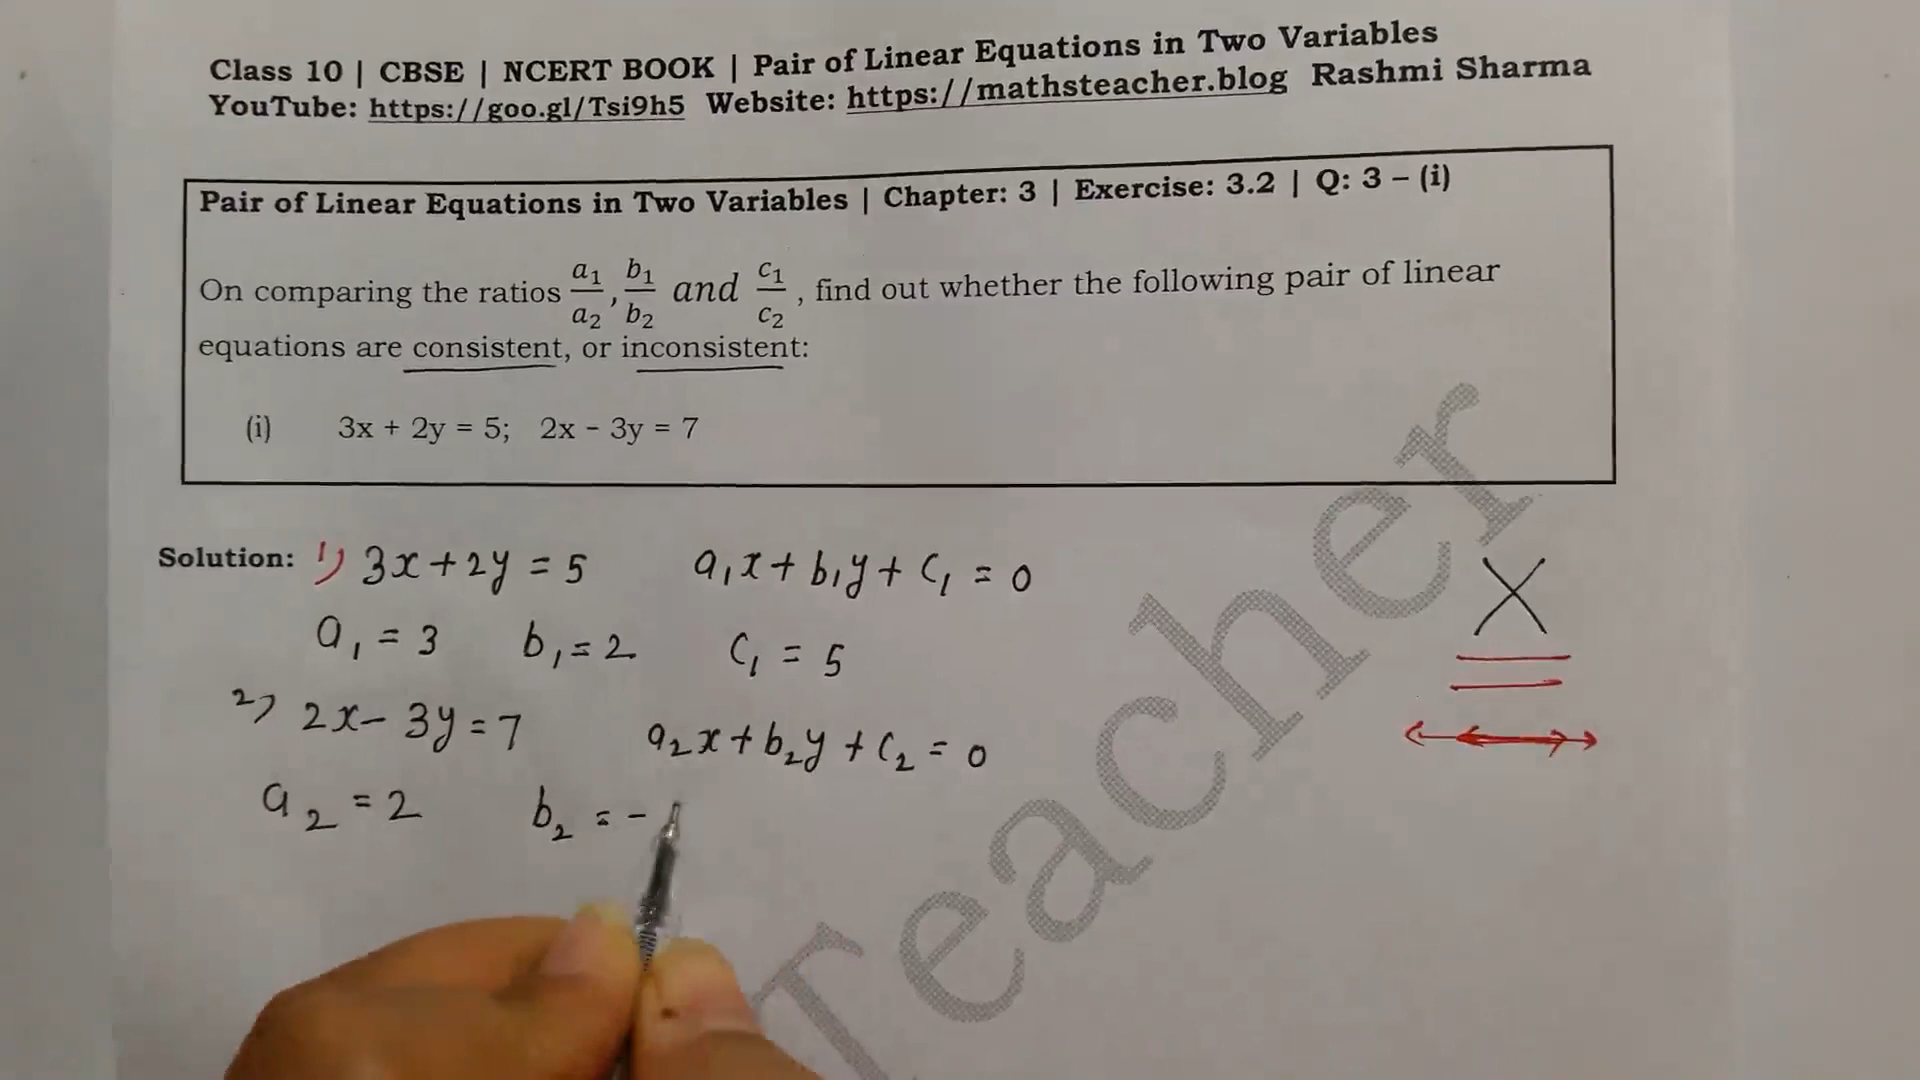 Class 10 | CBSE | NCERT BOOK | Pair of Linear Equations in Two Variables
YouTube: https://goo.gl/Tsi9h5 Website: https://mathsteacher.blog Rashmi Sharma
Pair of Linear Equations in Two Variables | Chapter: 3 | Exercise: 3.2 | Q: 3 – (i)
On comparing the ratios a₁/a₂, b₁/b₂ and c₁/c₂, find out whether the following pair of linear
equations are consistent, or inconsistent:
(i) 3x + 2y = 5; 2x - 3y = 7
Solution: 1) 3x + 2y = 5 a₁x + b₁y + c₁ = 0
a₁ = 3 b₁ = 2 c₁ = 5
2) 2x - 3y = 7 a₂x + b₂y + c₂ = 0
a₂ = 2 b₂ = -
Teacher